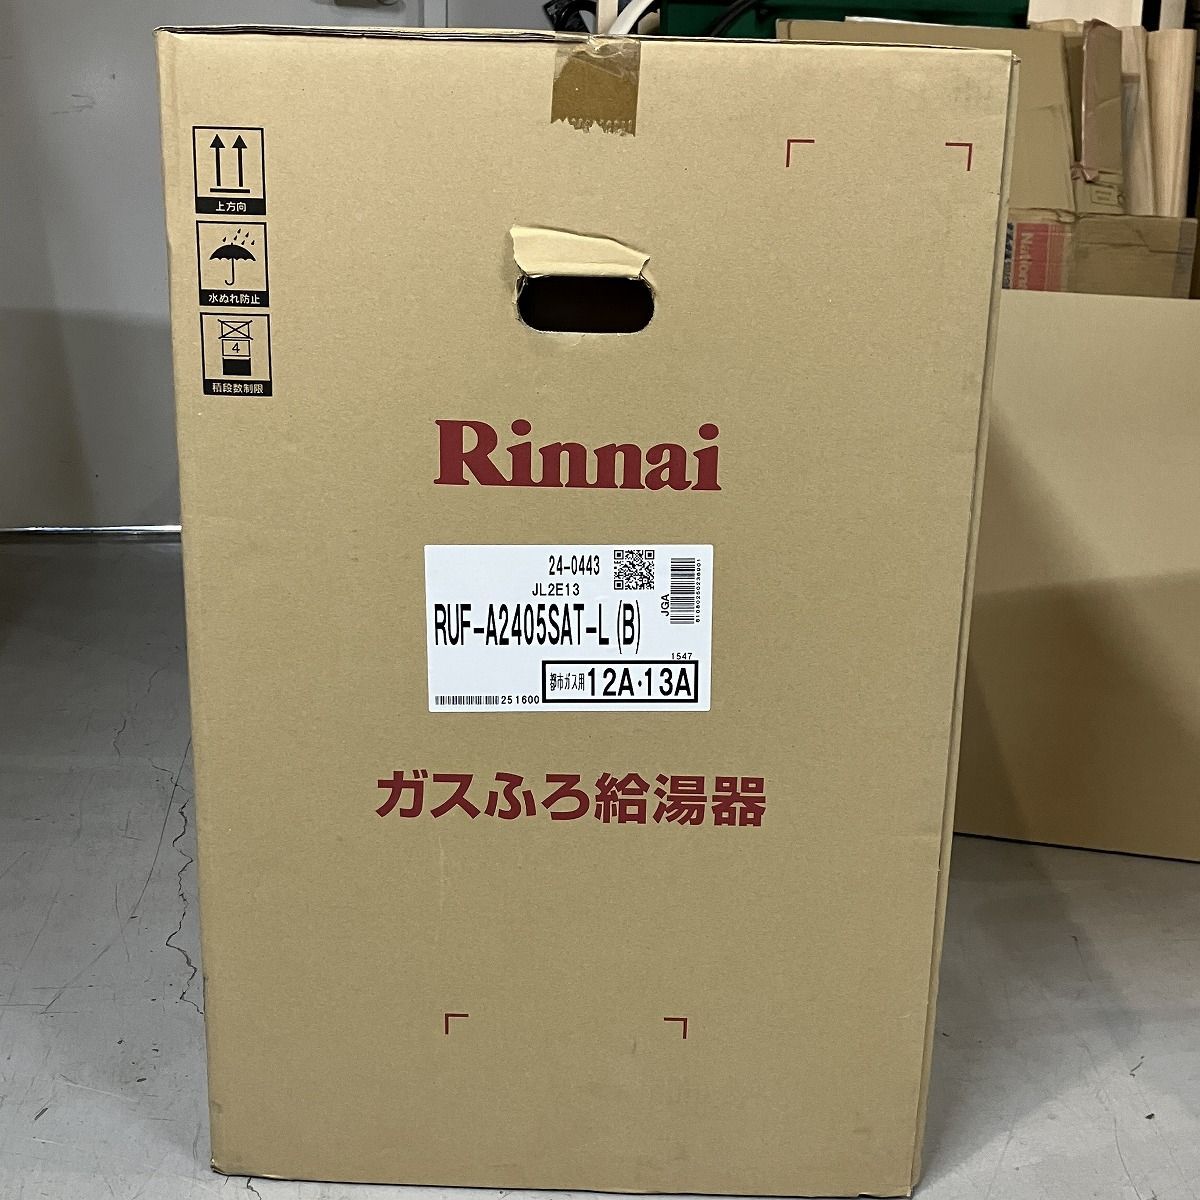 上方向
水ぬれ防止
4
積段数制限
Rinnai
24-0443
JL2E13
RUF-A2405SAT-L(B)
JGA
1547
都市ガス用 12A・13A
251600
ガスふろ給湯器